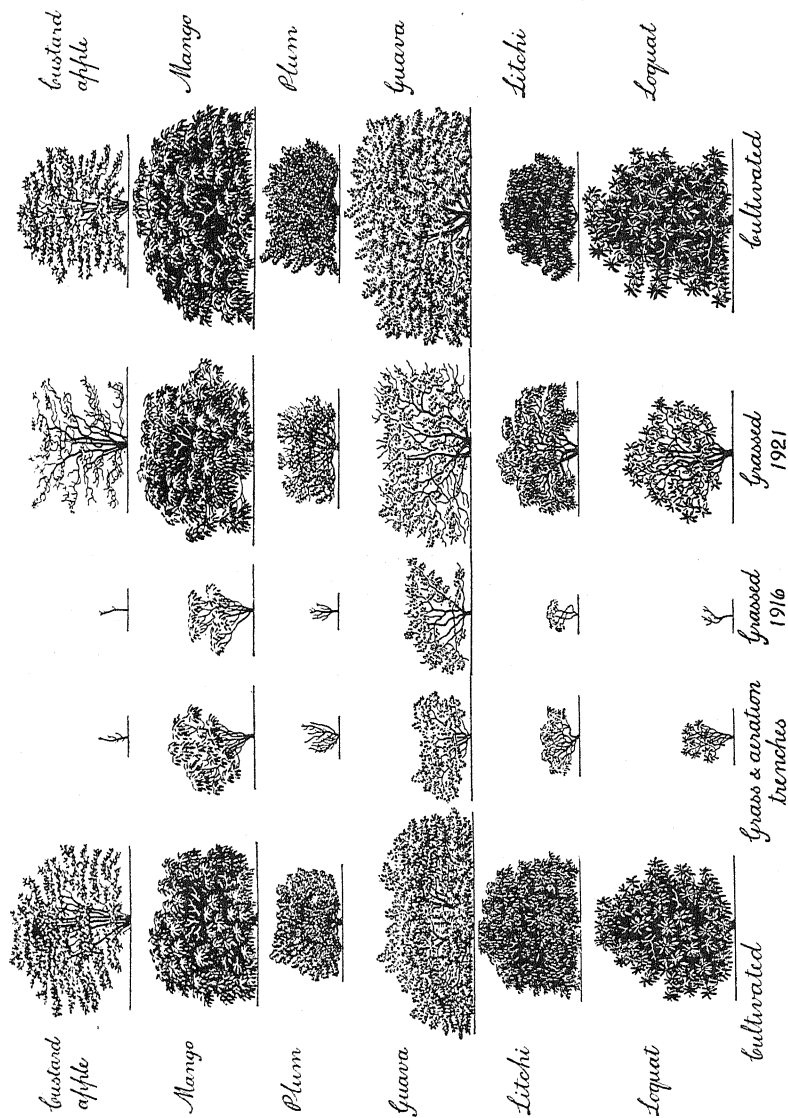 Custard
apple
Custard
apple
Mango
Mango
Plum
Plum
Guava
Guava
Litchi
Litchi
Loquat
Loquat
Cultivated
Grass & aeration
trenches
Grassed
1916
Grassed
1921
Cultivated